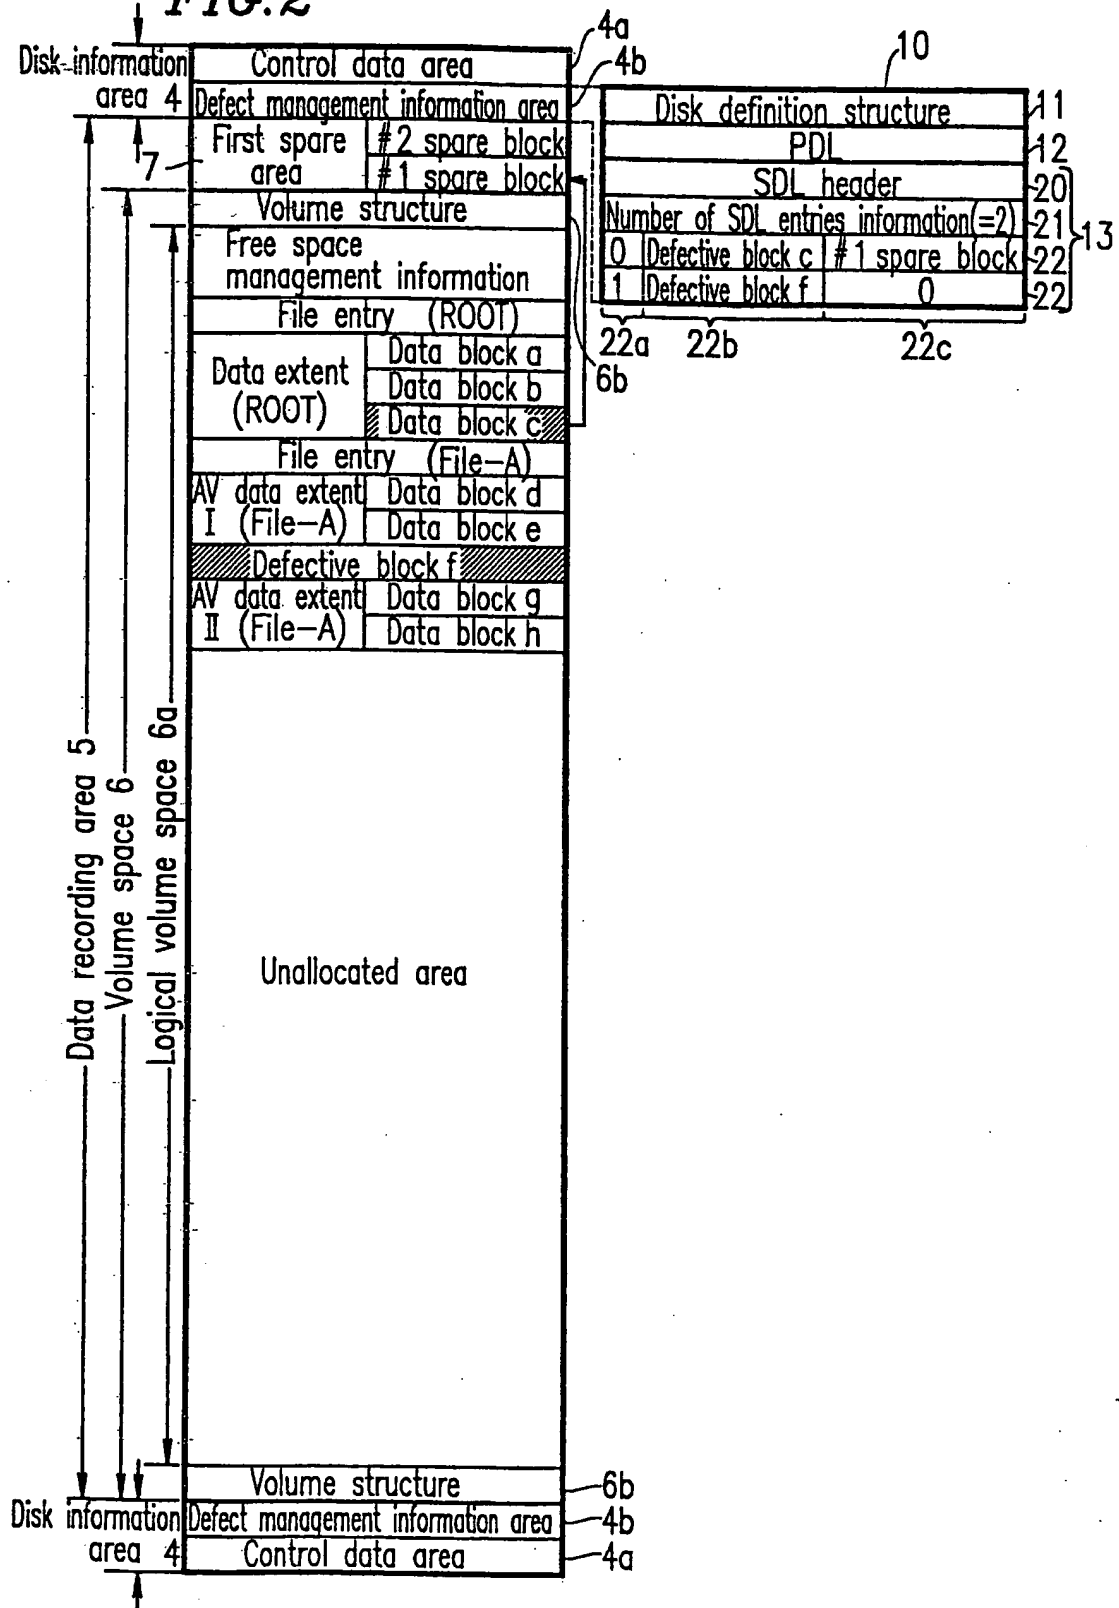 FIG.2
Disk information area 4
Control data area
4a
Defect management information area
4b
7
First spare area
#2 spare block
#1 spare block
Volume structure
Free space management information
File entry (ROOT)
Data extent (ROOT)
Data block a
Data block b
Data block c
File entry (File-A)
AV data extent I (File-A)
Data block d
Data block e
Defective block f
AV data extent II (File-A)
Data block g
Data block h
Unallocated area
Data recording area 5
Volume space 6
Logical volume space 6a
6b
10
Disk definition structure
11
PDL
12
SDL header
20
Number of SDL entries information(=2)
21
0 Defective block c #1 spare block
22
1 Defective block f 0
22
13
22a 22b 22c
Volume structure
6b
Disk information area 4
Defect management information area
4b
Control data area
4a